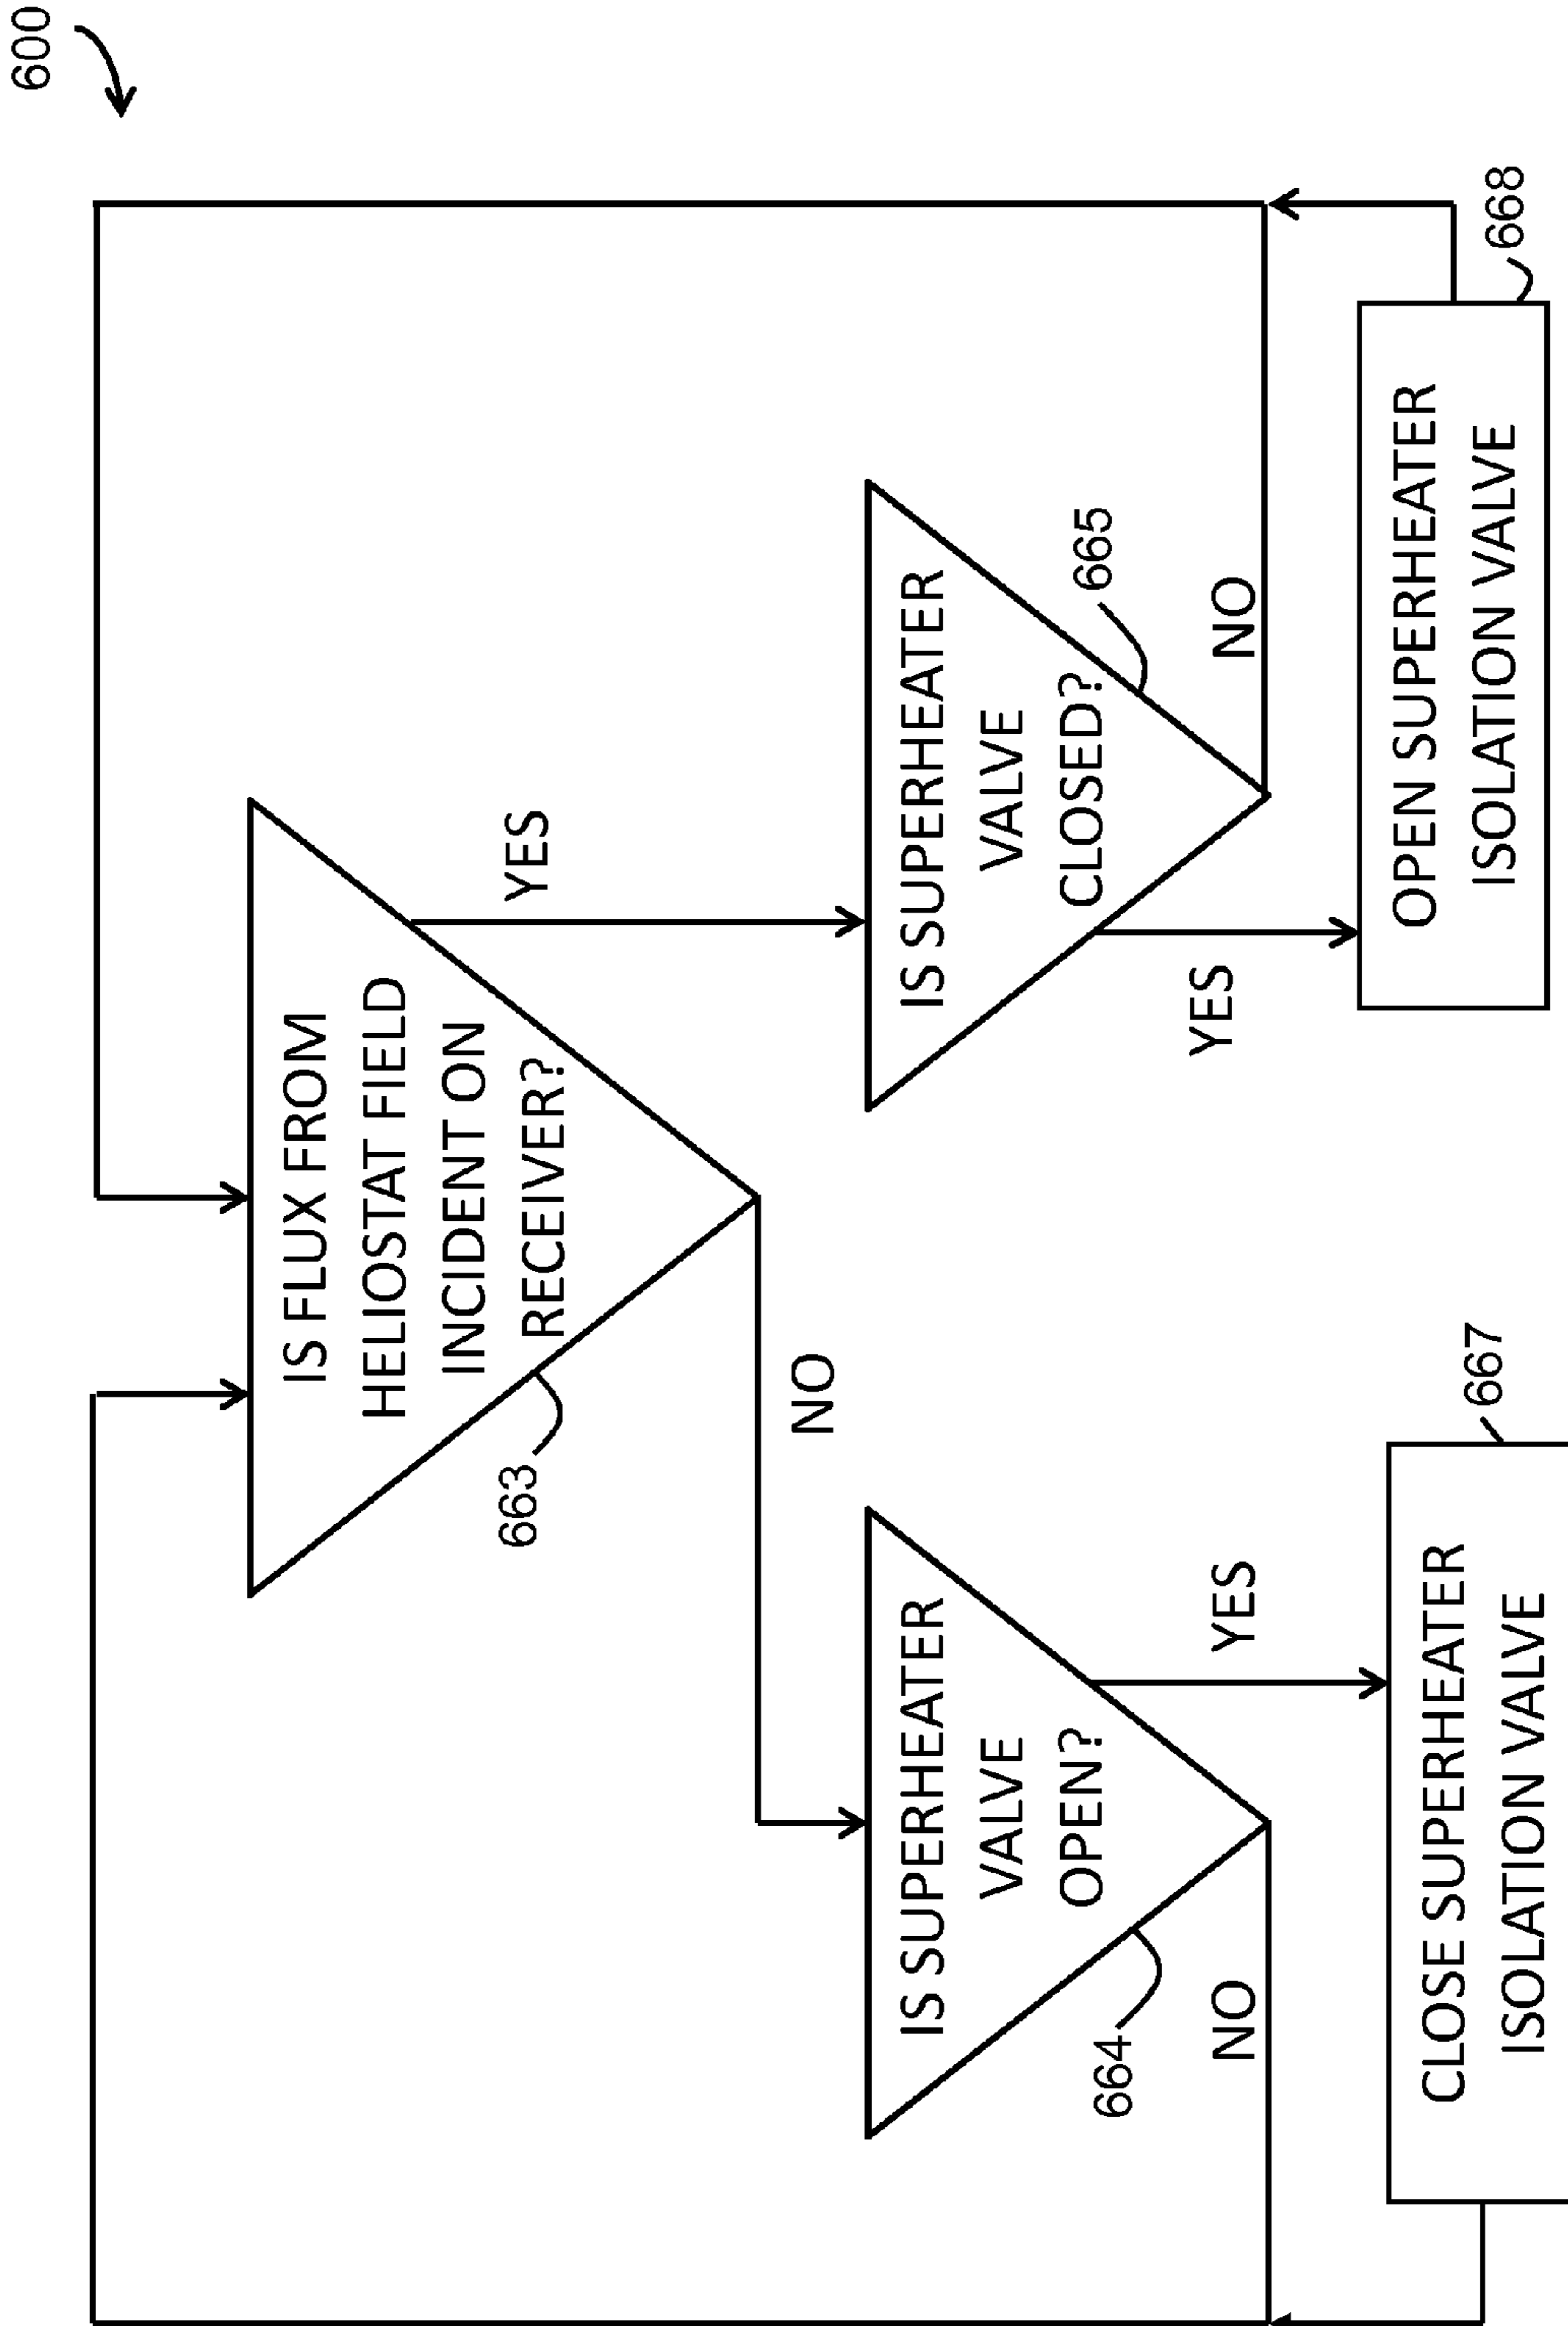 600
IS FLUX FROM
HELIOSTAT FIELD
INCIDENT ON
RECEIVER?
663
YES
NO
IS SUPERHEATER
VALVE
OPEN?
664
NO
YES
IS SUPERHEATER
VALVE
CLOSED?
665
YES
NO
CLOSE SUPERHEATER
ISOLATION VALVE
667
OPEN SUPERHEATER
ISOLATION VALVE
668